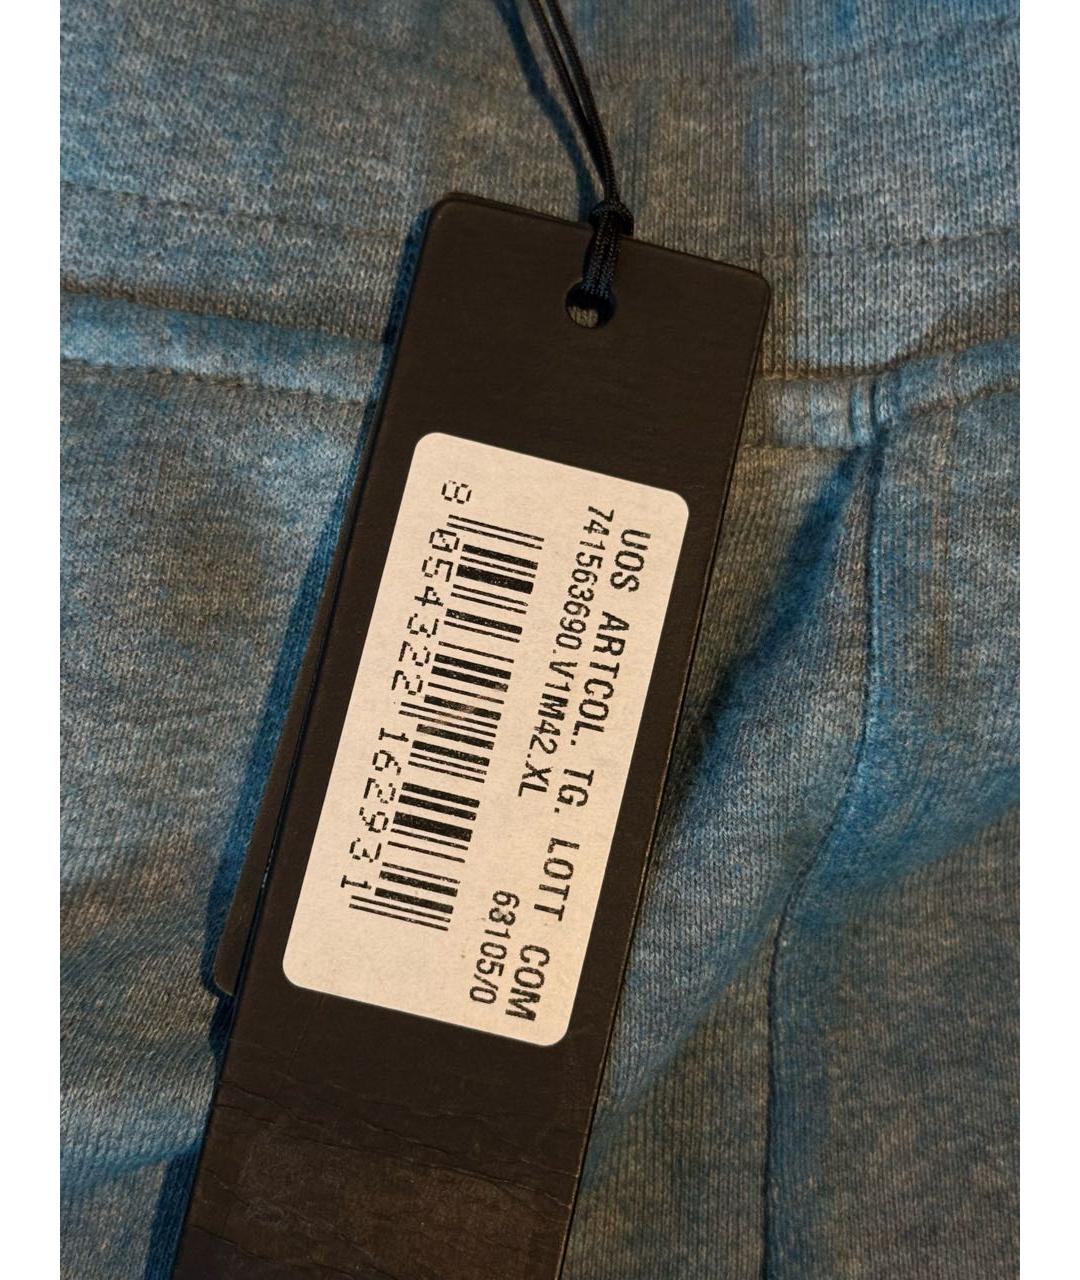 UOS ARTCOL. TG. LOTT COM
741563690.V1M42.XL 63105/0
8 054322 162931